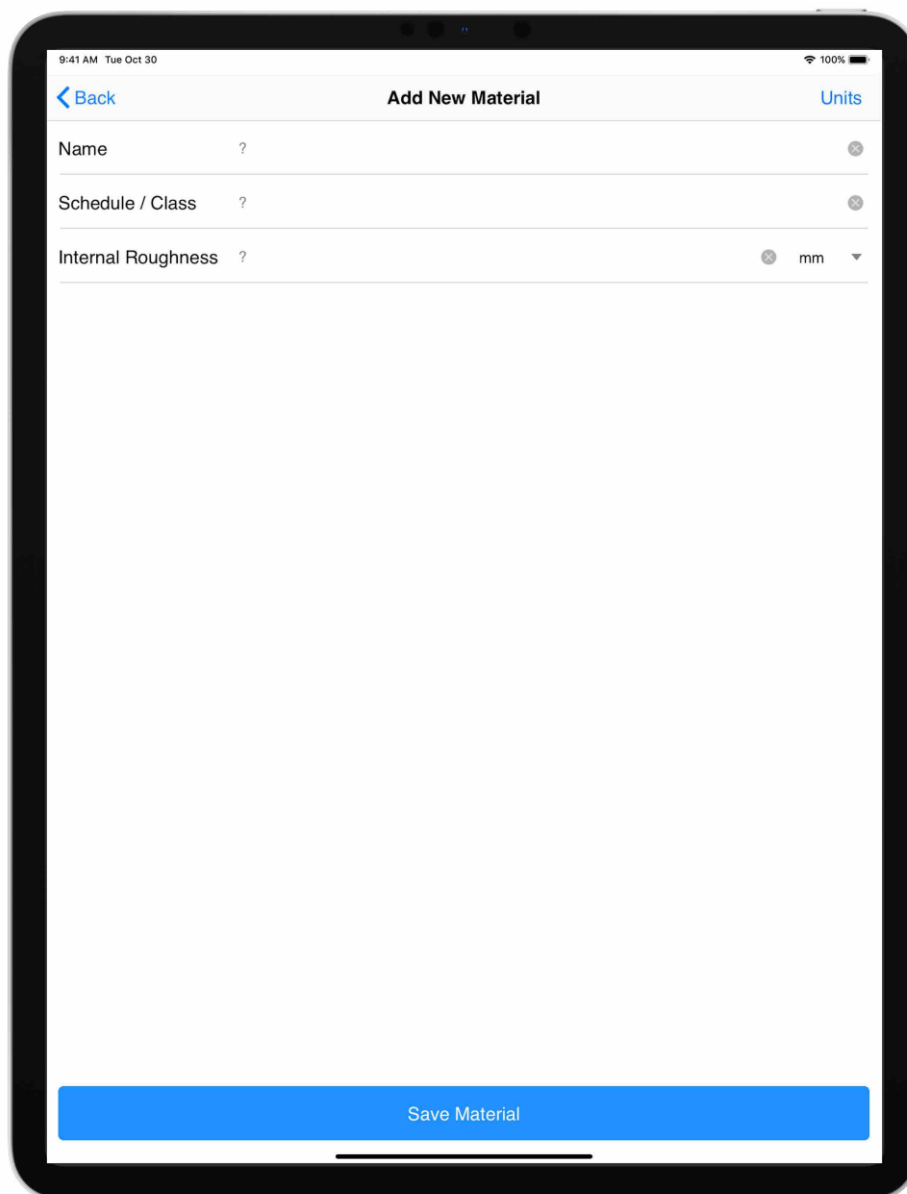 9:41 AM Tue Oct 30 100%
Back Add New Material Units
Name ?
Schedule / Class ?
Internal Roughness ? mm
Save Material